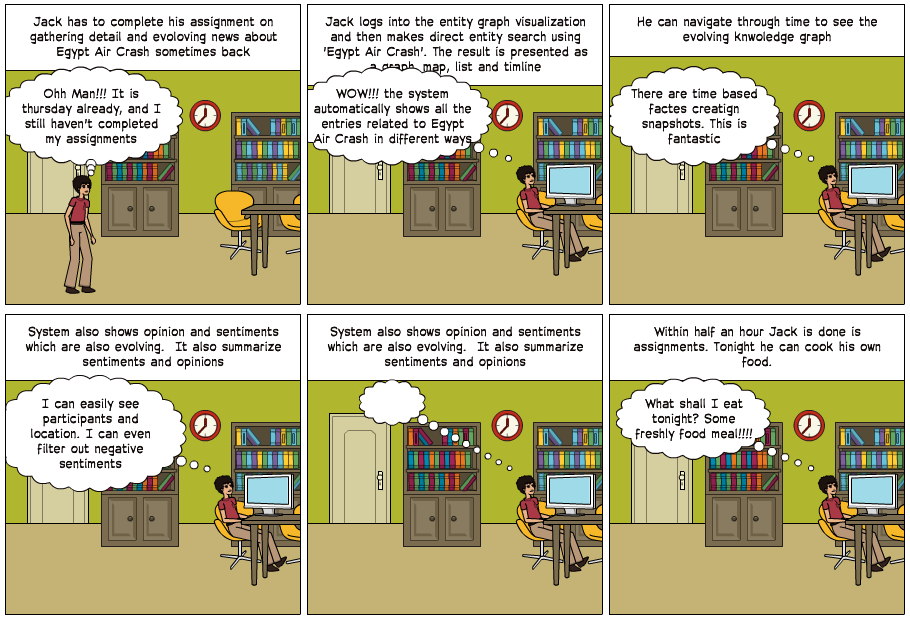 Jack has to complete his assignment on
gathering detail and evoloving news about
Egypt Air Crash sometimes back
Ohh Man!!! It is
thursday already, and I
still haven't completed
my assignments
Jack logs into the entity graph visualization
and then makes direct entity search using
'Egypt Air Crash'. The result is presented as
a graph, map, list and timline
WOW!!! the system
automatically shows all the
entries related to Egypt
Air Crash in different ways
He can navigate through time to see the
evolving knwoledge graph
There are time based
factes creatign
snapshots. This is
fantastic
System also shows opinion and sentiments
which are also evolving. It also summarize
sentiments and opinions
I can easily see
participants and
location. I can even
filter out negative
sentiments
System also shows opinion and sentiments
which are also evolving. It also summarize
sentiments and opinions
Within half an hour Jack is done is
assignments. Tonight he can cook his own
food.
What shall I eat
tonight? Some
freshly food meal!!!!